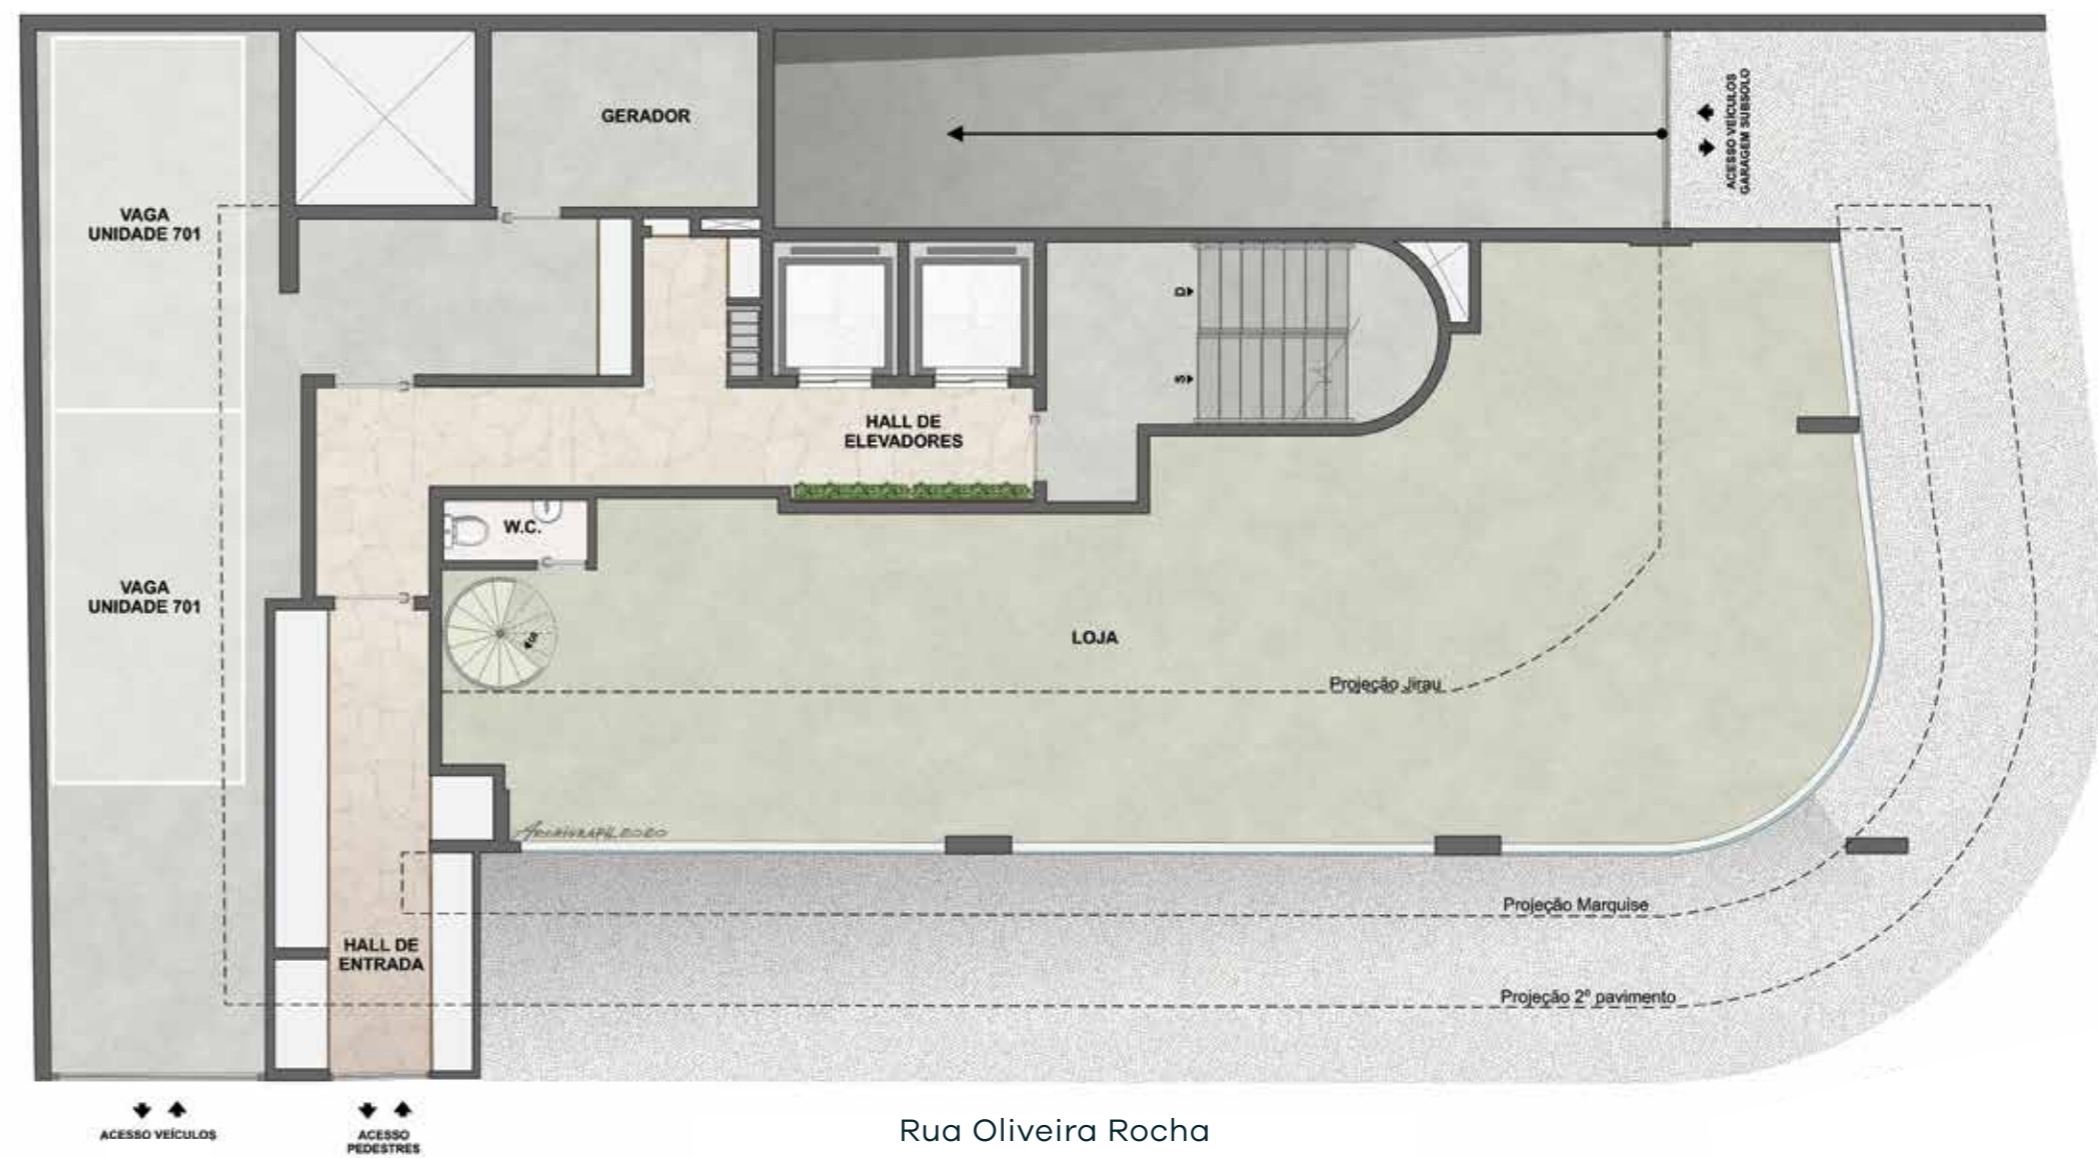 GERADOR
ACESSO VEÍCULOS
GARAGEM SUBSOLO
VAGA
UNIDADE 701
D
S
HALL DE
ELEVADORES
W.C.
VAGA
UNIDADE 701
LOJA
Projeção Jirau
Projeção Marquise
HALL DE
ENTRADA
Projeção 2º pavimento
ACESSO VEÍCULOS
ACESSO
PEDESTRES
Rua Oliveira Rocha